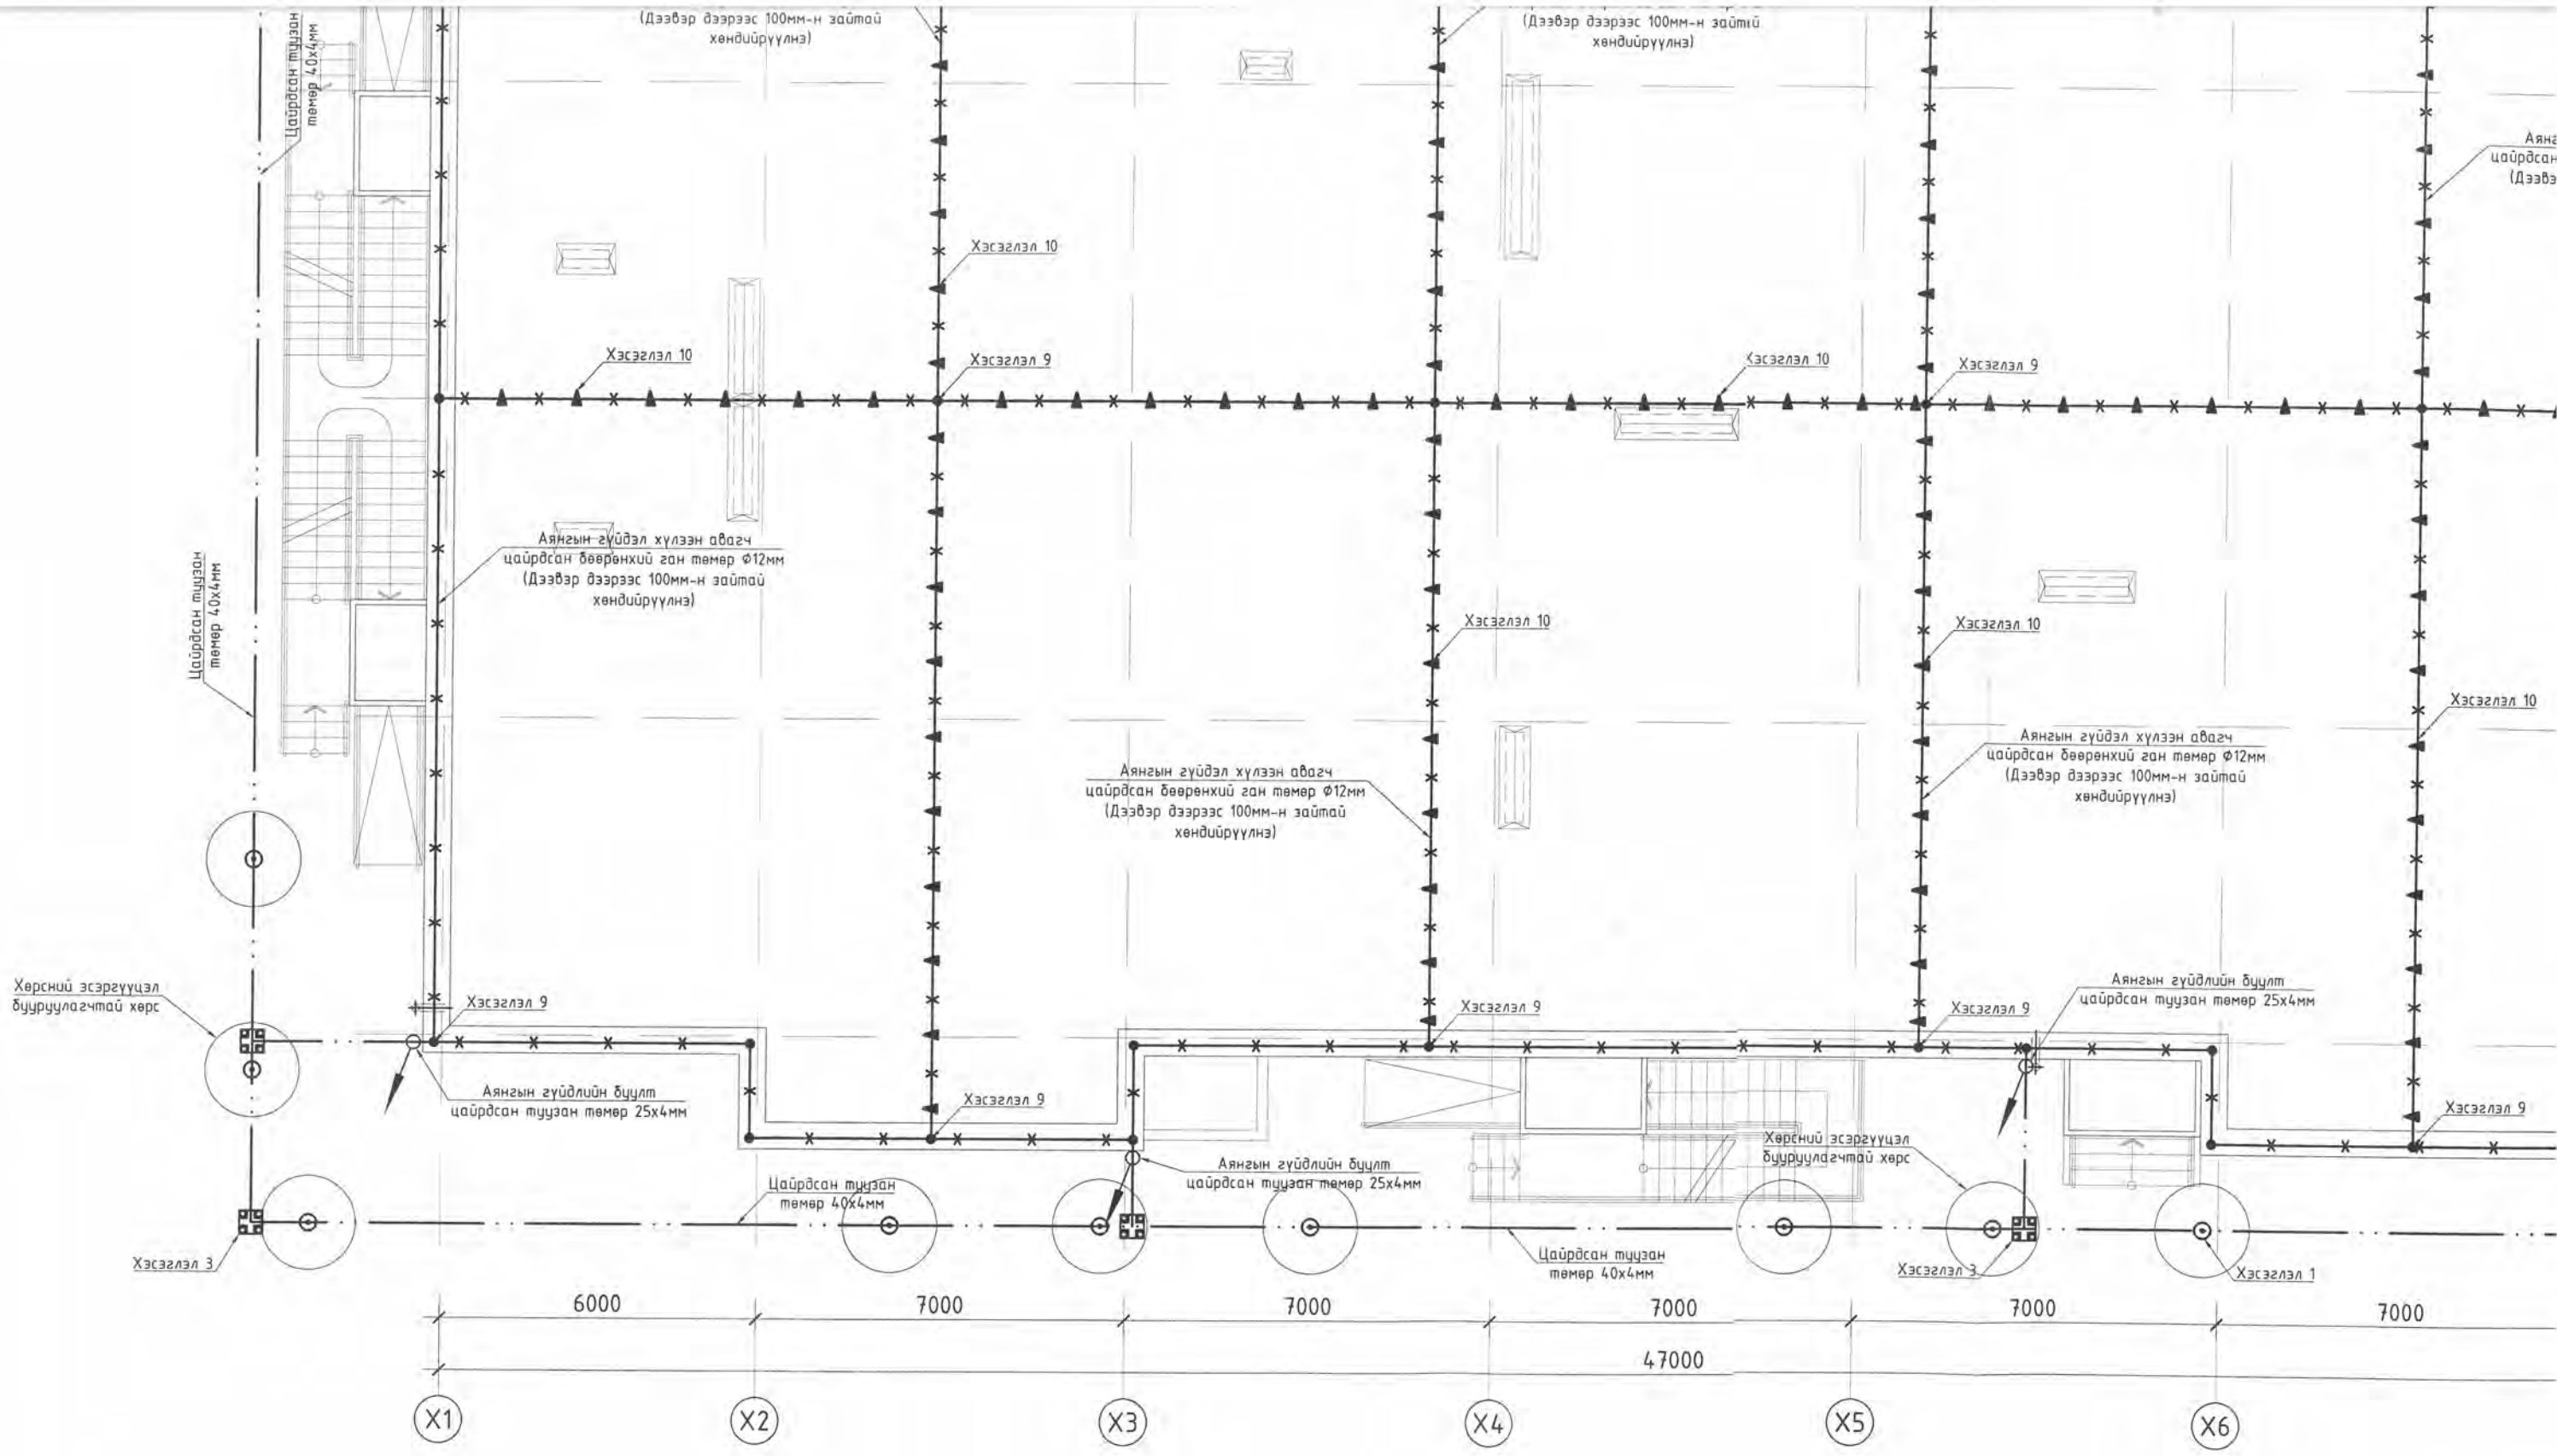 Цайрдсан туузан
төмөр 40х4мм
(Дээвэр дээрээс 100мм-н зайтай
хөндийрүүлнэ)
(Дээвэр дээрээс 100мм-н зайтай
хөндийрүүлнэ)
цайрдсан
Хэсэглэл 10
Хэсэглэл 10
Хэсэглэл 9
Хэсэглэл 10
Хэсэглэл 9
Цайрдсан туузан
төмөр 40х4мм
Аянгын гүйдэл хүлээн авагч
цайрдсан бөөрөнхий ган төмөр Ф12мм
(Дээвэр дээрээс 100мм-н зайтай
хөндийрүүлнэ)
Хэсэглэл 10
Хэсэглэл 10
Хэсэглэл 10
Аянгын гүйдэл хүлээн авагч
цайрдсан бөөрөнхий ган төмөр Ф12мм
(Дээвэр дээрээс 100мм-н зайтай
хөндийрүүлнэ)
Аянгын гүйдэл хүлээн авагч
цайрдсан бөөрөнхий ган төмөр Ф12мм
(Дээвэр дээрээс 100мм-н зайтай
хөндийрүүлнэ)
Хөрсний эсэргүүцэл
бууруулагчтай хөрс
Хэсэглэл 9
Хэсэглэл 9
Хэсэглэл 9
Аянгын гүйдлийн буулт
цайрдсан туузан төмөр 25х4мм
Аянгын гүйдлийн буулт
цайрдсан туузан төмөр 25х4мм
Хэсэглэл 9
Хэсэглэл 9
Хөрсний эсэргүүцэл
бууруулагчтай хөрс
Аянгын гүйдлийн буулт
цайрдсан туузан төмөр 25х4мм
Цайрдсан туузан
төмөр 40х4мм
Хэсэглэл 3
Цайрдсан туузан
төмөр 40х4мм
Хэсэглэл 3
Хэсэглэл 1
6000
7000
7000
7000
7000
7000
47000
X1
X2
X3
X4
X5
X6